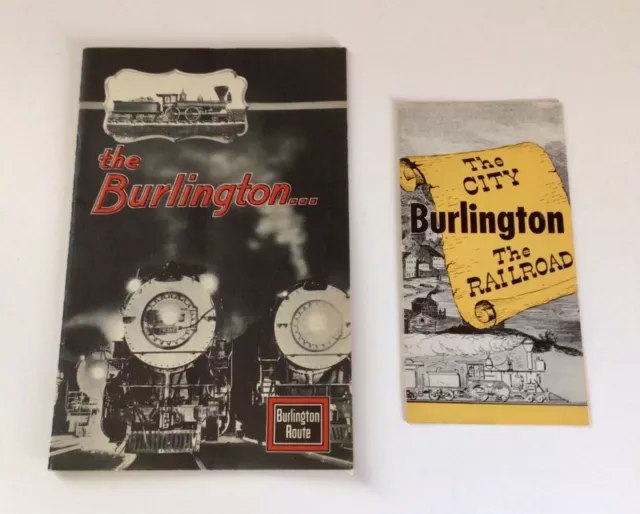 the
Burlington...
Burlington
Route
The
CITY
Burlington
The
RAILROAD